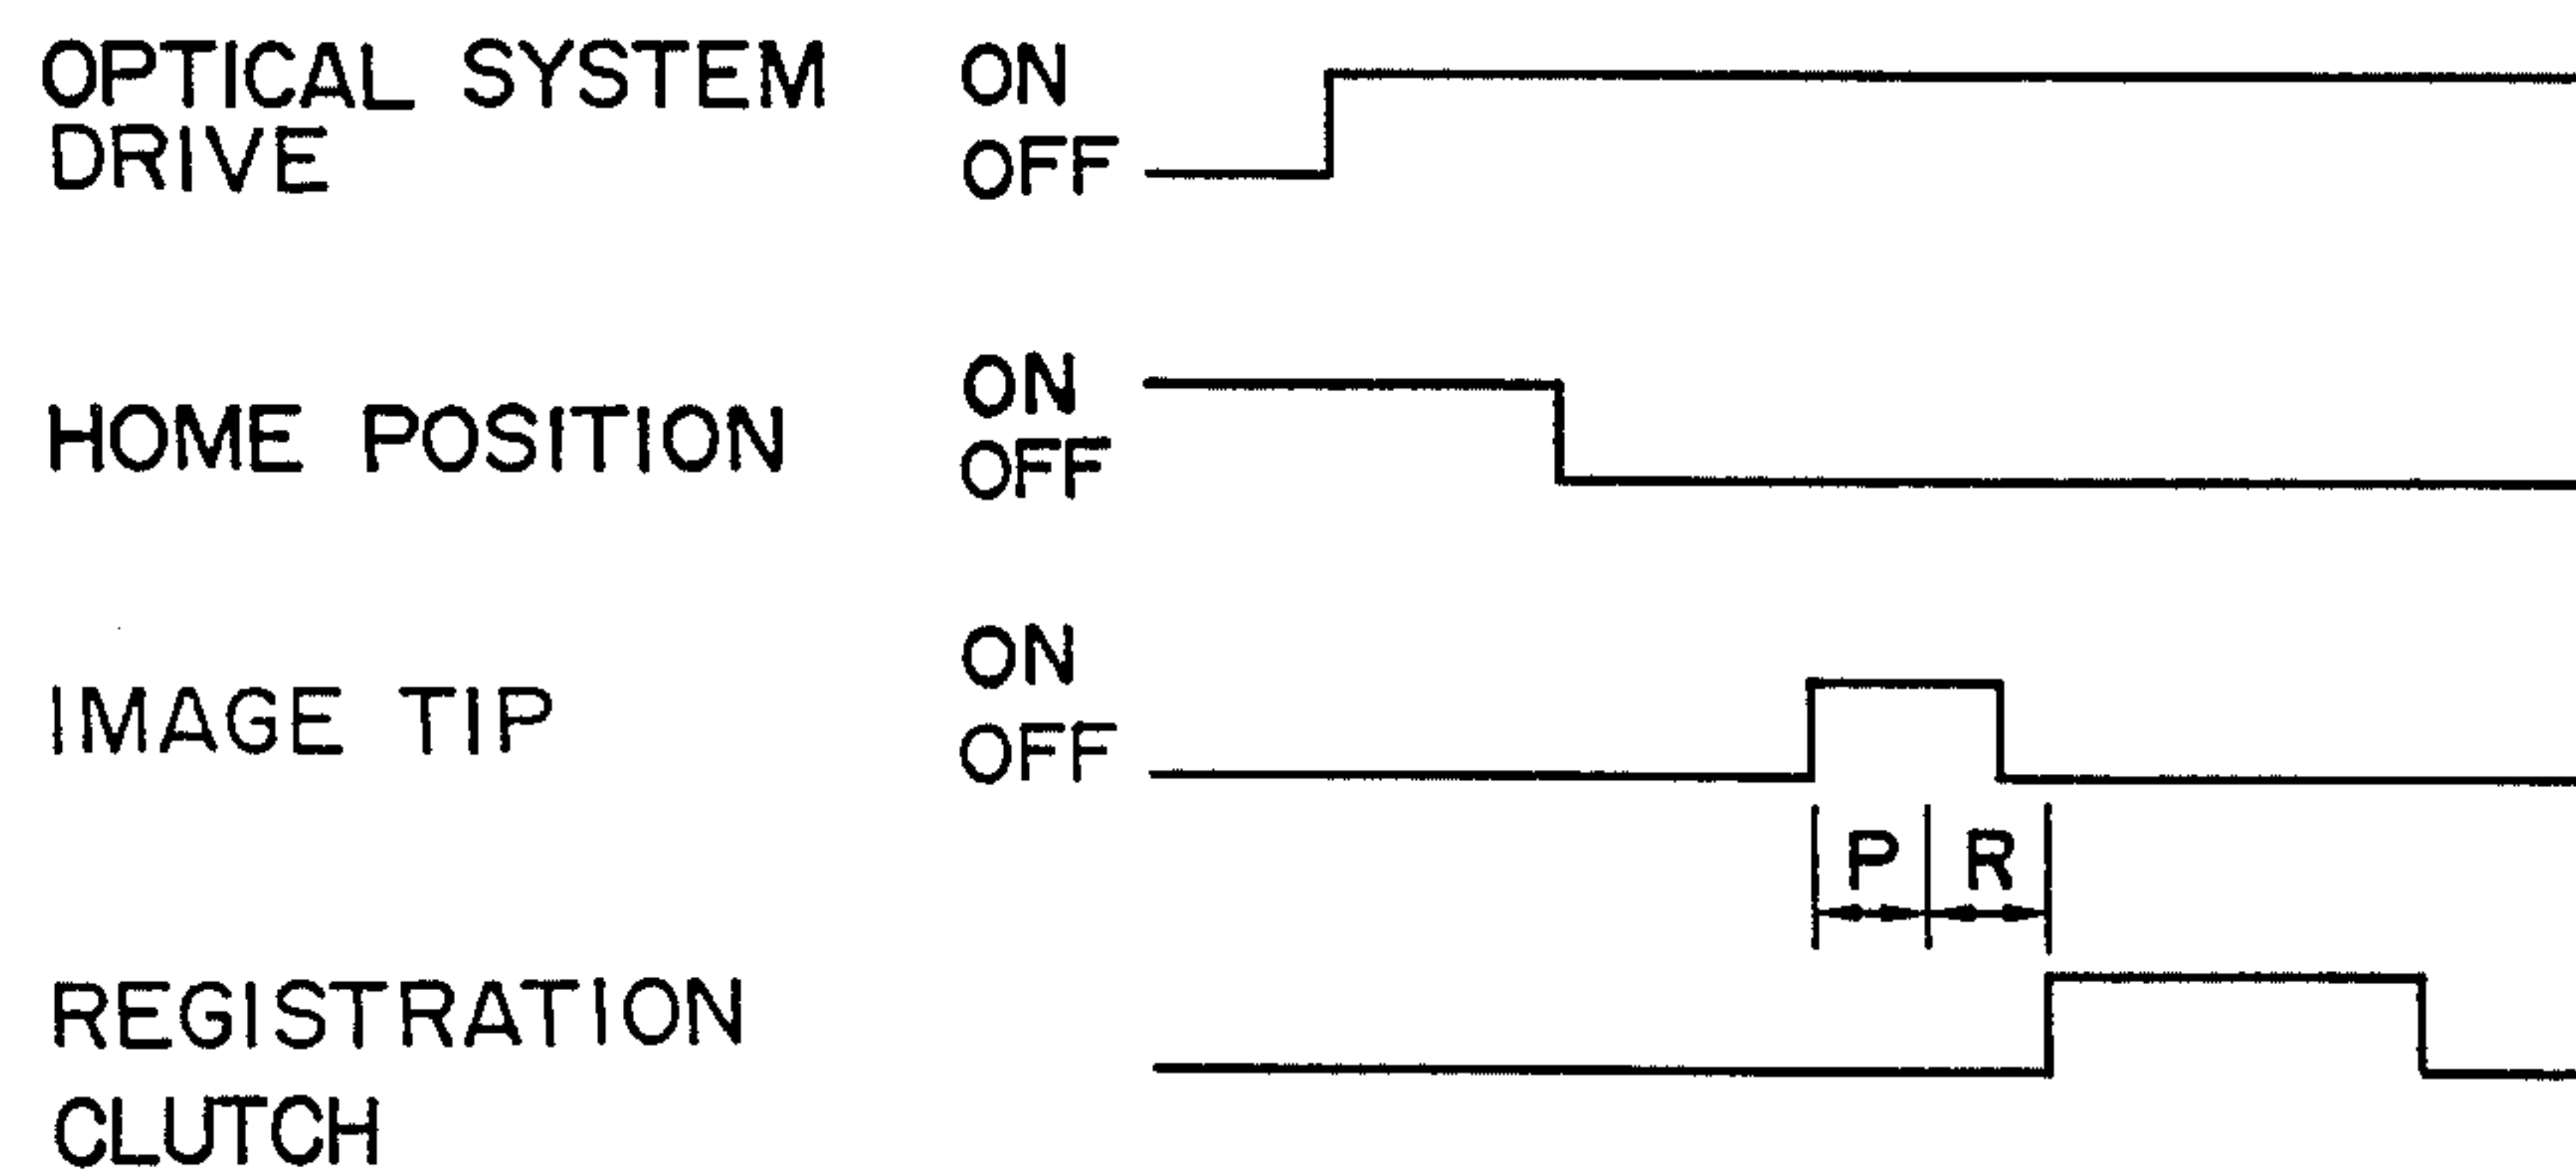 OPTICAL SYSTEM ON
DRIVE OFF
HOME POSITION ON
OFF
IMAGE TIP ON
OFF
P R
REGISTRATION
CLUTCH